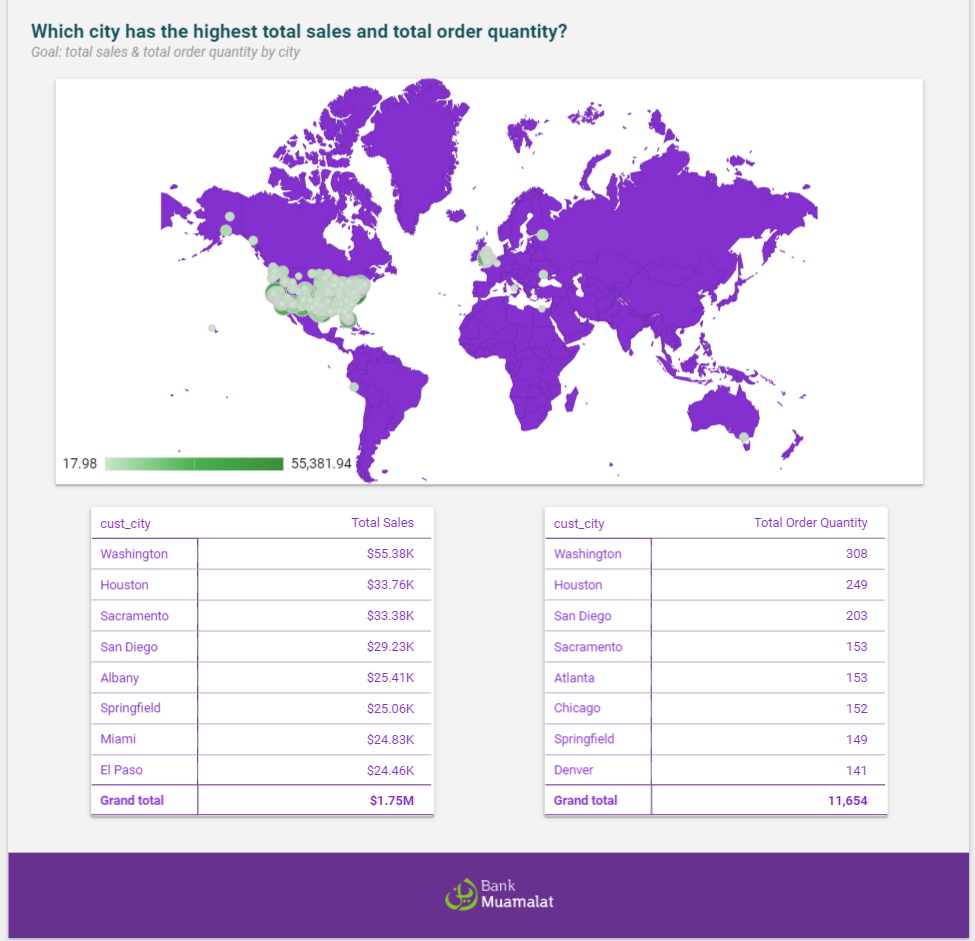 Which city has the highest total sales and total order quantity?
Goal: total sales & total order quantity by city
17.98 55,381.94
cust_city Total Sales
Washington $55.38K
Houston $33.76K
Sacramento $33.38K
San Diego $29.23K
Albany $25.41K
Springfield $25.06K
Miami $24.83K
El Paso $24.46K
Grand total $1.75M
cust_city Total Order Quantity
Washington 308
Houston 249
San Diego 203
Sacramento 153
Atlanta 153
Chicago 152
Springfield 149
Denver 141
Grand total 11,654
Bank
Muamalat